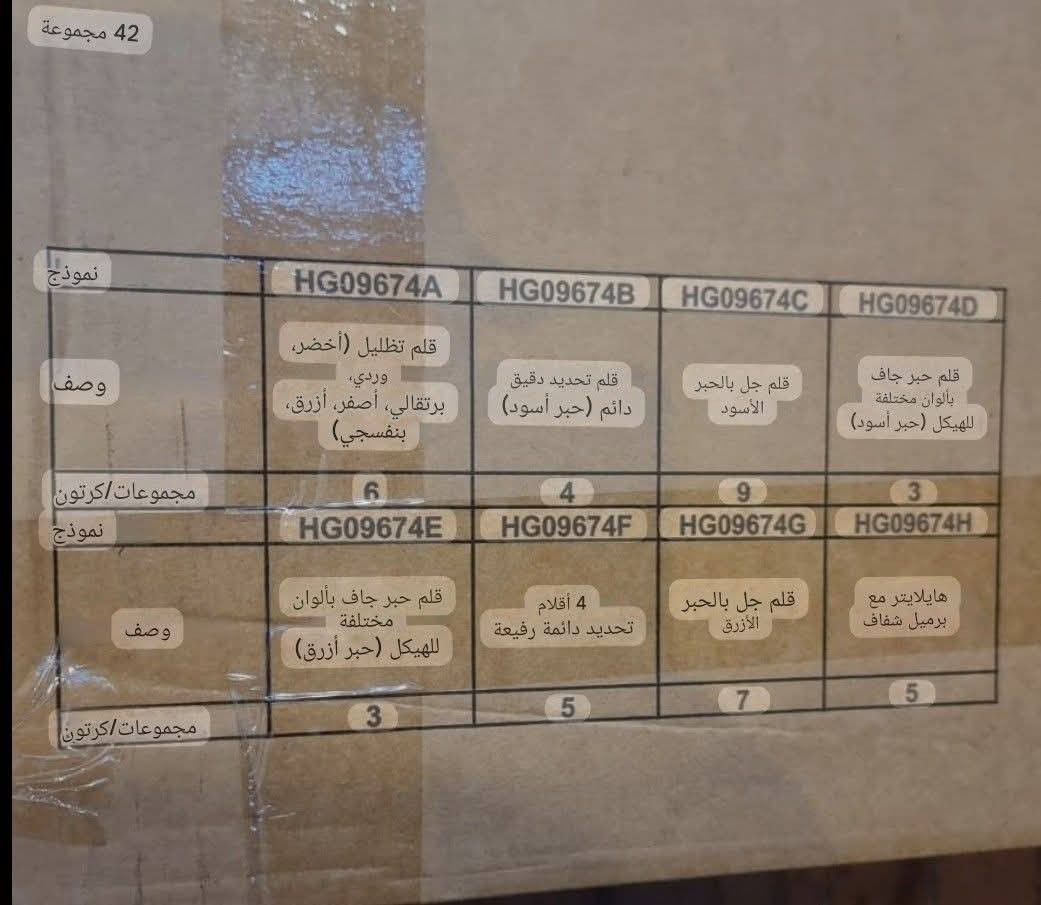 42 مجموعة
نموذج
HG09674A
HG09674B
HG09674C
HG09674D
وصف
قلم تظليل (أخضر،
وردي،
برتقالي، أصفر، أزرق،
بنفسجي)
قلم تحديد دقيق
دائم (حبر أسود)
قلم جل بالحبر
الأسود
قلم حبر جاف
بألوان مختلفة
للهيكل (حبر أسود)
مجموعات/كرتون
6
4
9
3
نموذج
HG09674E
HG09674F
HG09674G
HG09674H
وصف
قلم حبر جاف بألوان
مختلفة
للهيكل (حبر أزرق)
4 أقلام
تحديد دائمة رفيعة
قلم جل بالحبر
الأزرق
هايلايتر مع
برميل شفاف
مجموعات/كرتون
3
5
7
5